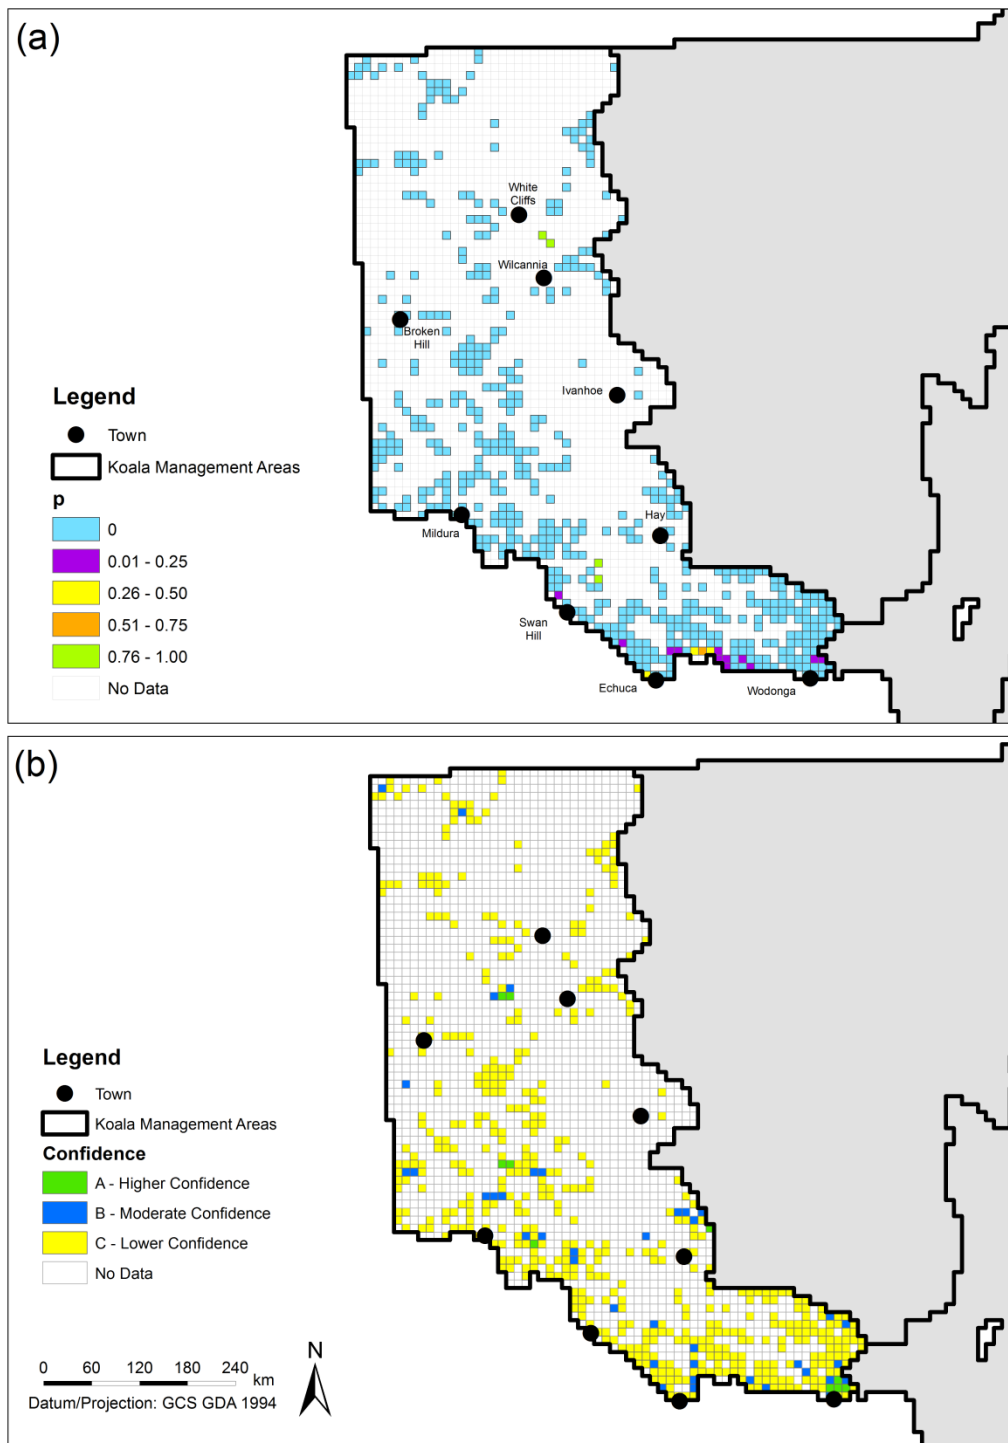 (a)
White
Cliffs
Wilcannia
Broken
Hill
Ivanhoe
Legend
Town
Koala Management Areas
p
0
0.01 - 0.25
0.26 - 0.50
0.51 - 0.75
0.76 - 1.00
No Data
Mildura
Hay
Swan
Hill
Echuca
Wodonga
(b)
Legend
Town
Koala Management Areas
Confidence
A - Higher Confidence
B - Moderate Confidence
C - Lower Confidence
No Data
N
0 60 120 180 240
km
Datum/Projection: GCS GDA 1994